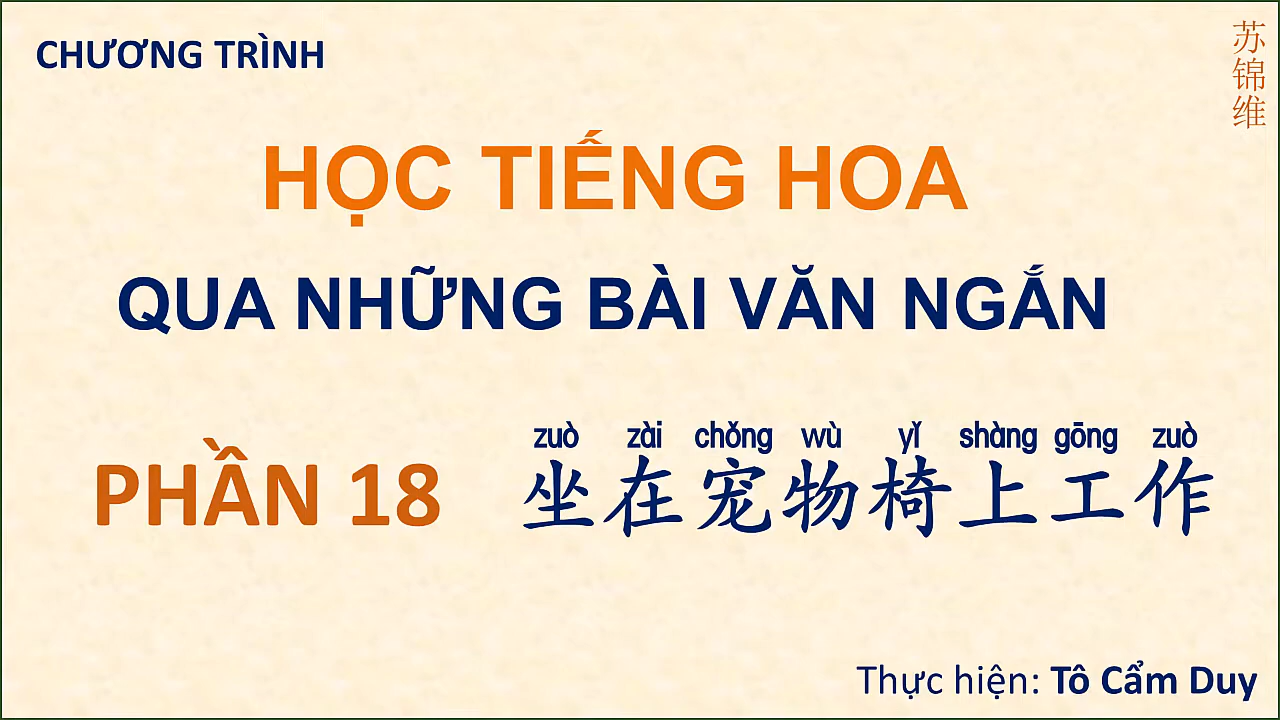 CHƯƠNG TRÌNH
苏锦维
HỌC TIẾNG HOA
QUA NHỮNG BÀI VĂN NGẮN
PHẦN 18
zuò zài chǒng wù yǐ shàng gōng zuò
坐在宠物椅上工作
Thực hiện: Tô Cẩm Duy